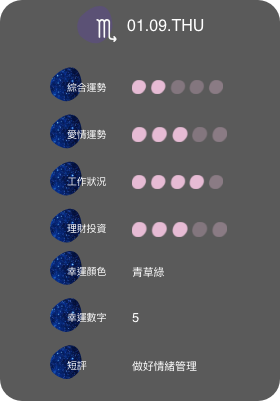 01.09.THU
綜合運勢
愛情運勢
工作狀況
理財投資
幸運顏色 青草綠
幸運數字 5
短評 做好情緒管理